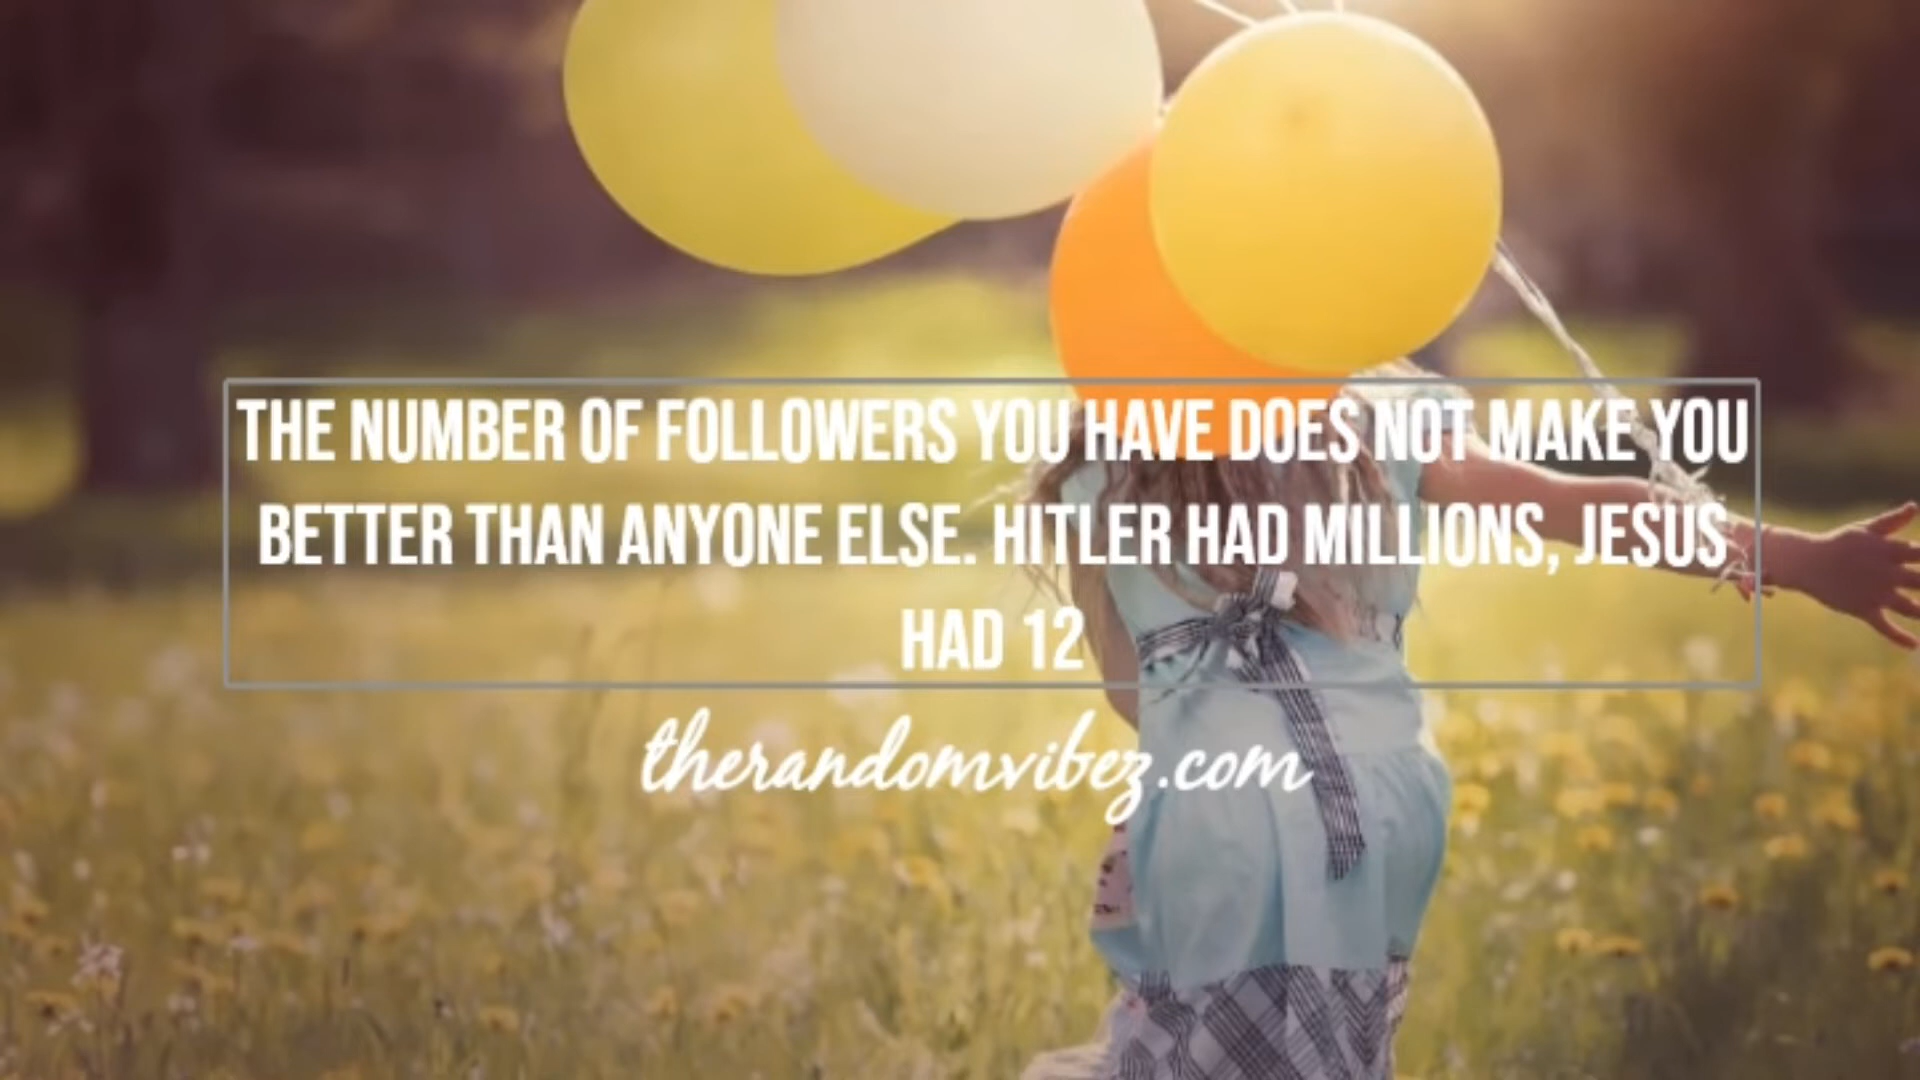 THE NUMBER OF FOLLOWERS YOU HAVE DOES NOT MAKE YOU
BETTER THAN ANYONE ELSE. HITLER HAD MILLIONS, JESUS
HAD 12
therandomvibez.com